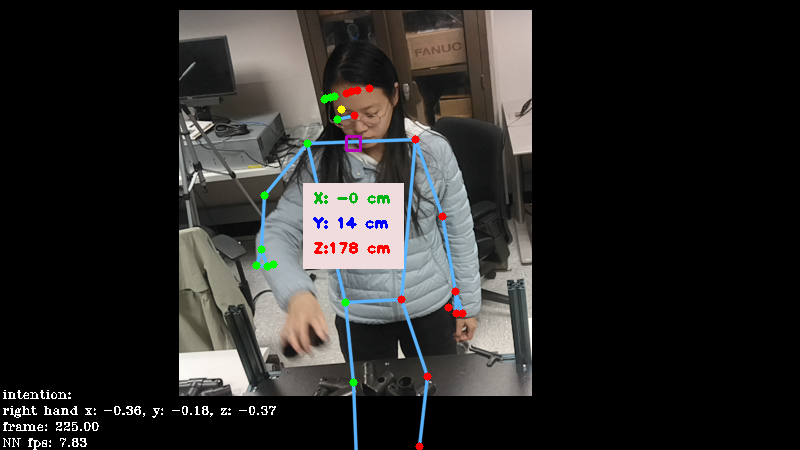 FANUC
X: -0 cm
Y: 14 cm
Z:178 cm
intention:
right hand x: -0.36, y: -0.18, z: -0.37
frame: 225.00
NN fps: 7.83